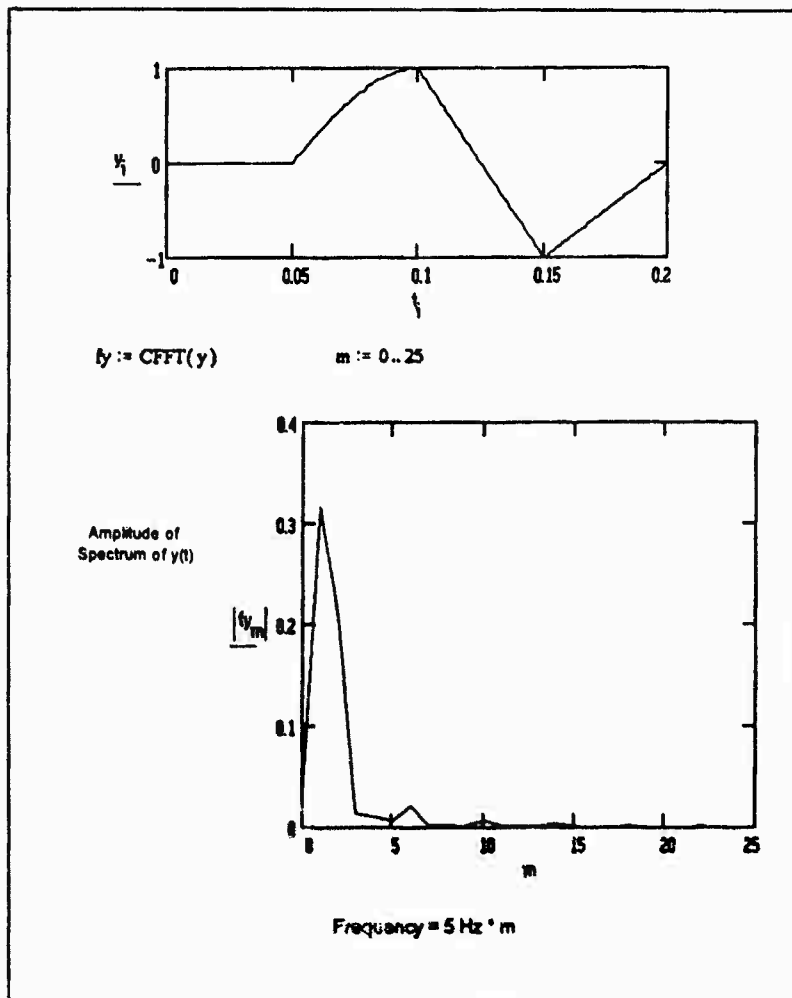 1
y_i
0
-1
0 0.05 0.1 0.15 0.2
t_i
fy := CFFT(y) m := 0..25
0.4
Amplitude of
Spectrum of y(t)
0.3
|fy_m|
0.2
0.1
0
0 5 10 15 20 25
m
Frequency = 5 Hz * m